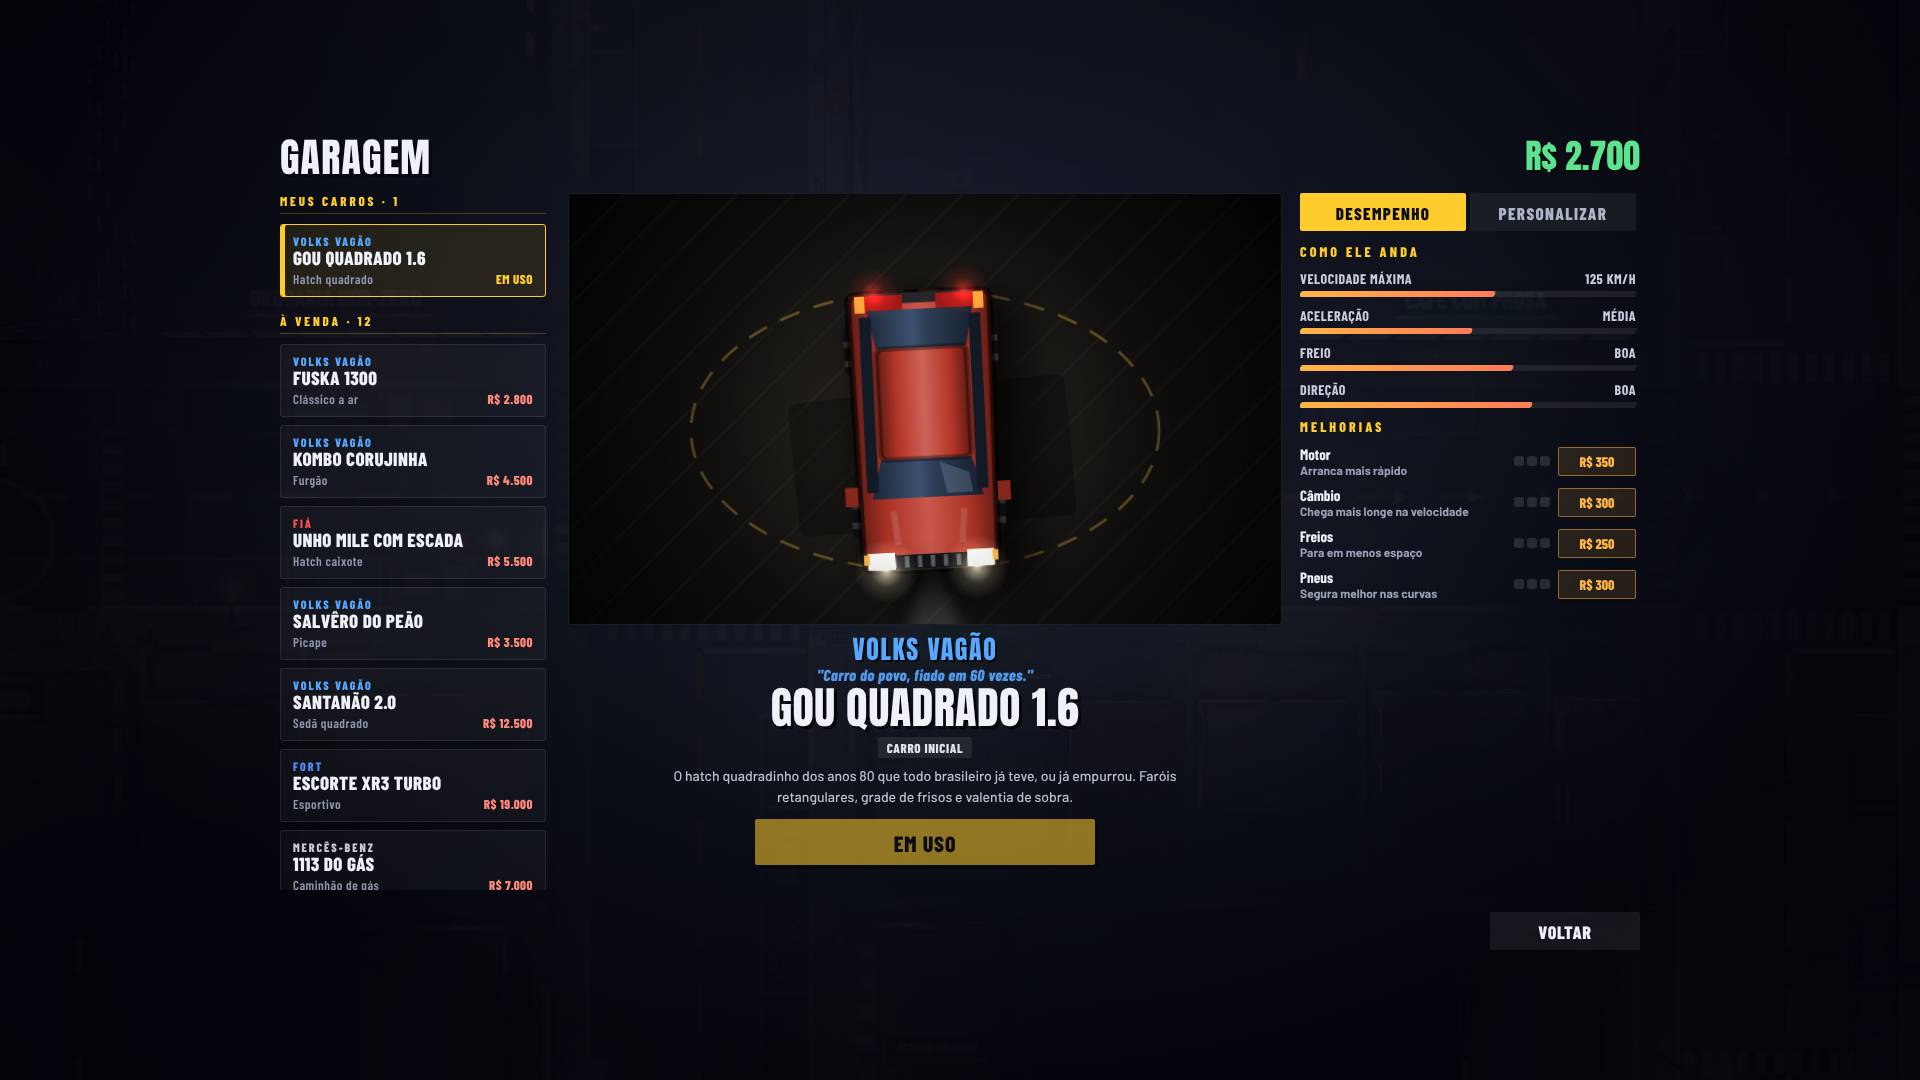 GARAGEM
R$ 2.700
MEUS CARROS · 1
VOLKS VAGÃO
GOU QUADRADO 1.6
Hatch quadrado
EM USO
À VENDA · 12
VOLKS VAGÃO
FUSKA 1300
Clássico a ar
R$ 2.800
VOLKS VAGÃO
KOMBO CORUJINHA
Furgão
R$ 4.500
FIÁ
UNHO MILE COM ESCADA
Hatch caixote
R$ 5.500
VOLKS VAGÃO
SALVÊRO DO PEÃO
Picape
R$ 3.500
VOLKS VAGÃO
SANTANÃO 2.0
Sedã quadrado
R$ 12.500
FORT
ESCORTE XR3 TURBO
Esportivo
R$ 19.000
MERCÊS-BENZ
1113 DO GÁS
Caminhão de gás
R$ 7.000
VOLKS VAGÃO
"Carro do povo, fiado em 60 vezes."
GOU QUADRADO 1.6
CARRO INICIAL
O hatch quadradinho dos anos 80 que todo brasileiro já teve, ou já empurrou. Faróis
retangulares, grade de frisos e valentia de sobra.
EM USO
DESEMPENHO
PERSONALIZAR
COMO ELE ANDA
VELOCIDADE MÁXIMA
125 KM/H
ACELERAÇÃO
MÉDIA
FREIO
BOA
DIREÇÃO
BOA
MELHORIAS
Motor
Arranca mais rápido
R$ 350
Câmbio
Chega mais longe na velocidade
R$ 300
Freios
Para em menos espaço
R$ 250
Pneus
Segura melhor nas curvas
R$ 300
VOLTAR